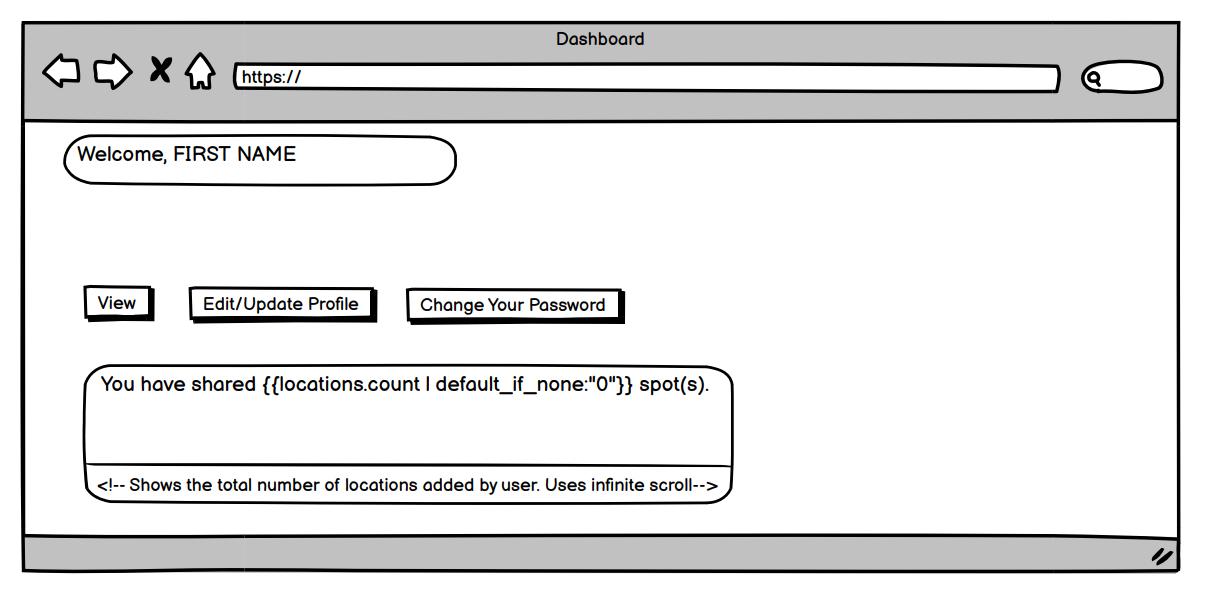 Dashboard
https://
Welcome, FIRST NAME
View
Edit/Update Profile
Change Your Password
You have shared {{locations.count | default_if_none:"0"}} spot(s).
<!-- Shows the total number of locations added by user. Uses infinite scroll-->